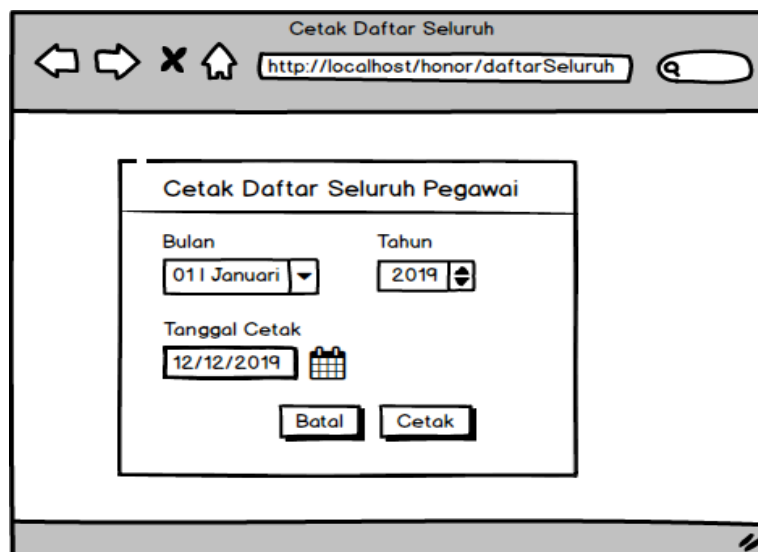 Cetak Daftar Seluruh
http://localhost/honor/daftarSeluruh
Cetak Daftar Seluruh Pegawai
Bulan Tahun
01 | Januari 2019
Tanggal Cetak
12/12/2019
Batal Cetak